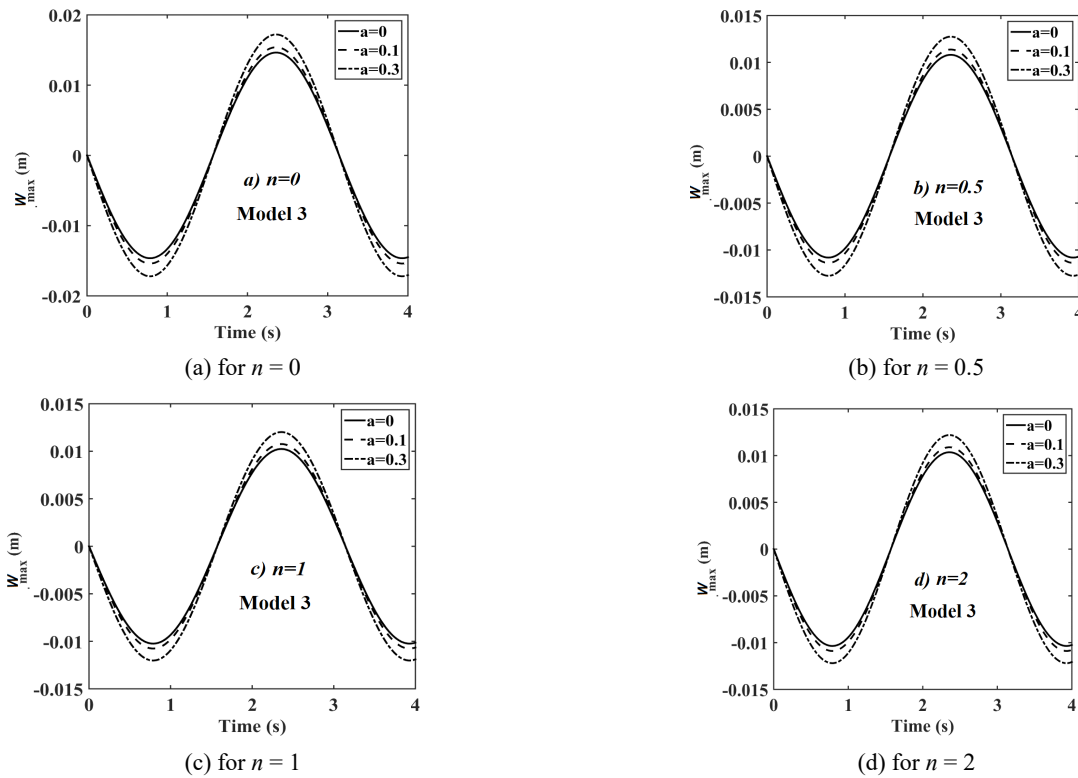 0.02
0.01
0
-0.01
-0.02
w max (m)
a=0
a=0.1
a=0.3
a) n=0
Model 3
0 1 2 3 4
Time (s)
(a) for n = 0
0.015
0.01
0.005
0
-0.005
-0.01
-0.015
w max (m)
a=0
a=0.1
a=0.3
b) n=0.5
Model 3
0 1 2 3 4
Time (s)
(b) for n = 0.5
0.015
0.01
0.005
0
-0.005
-0.01
-0.015
w max (m)
a=0
a=0.1
a=0.3
c) n=1
Model 3
0 1 2 3 4
Time (s)
(c) for n = 1
0.015
0.01
0.005
0
-0.005
-0.01
-0.015
w max (m)
a=0
a=0.1
a=0.3
d) n=2
Model 3
0 1 2 3 4
Time (s)
(d) for n = 2